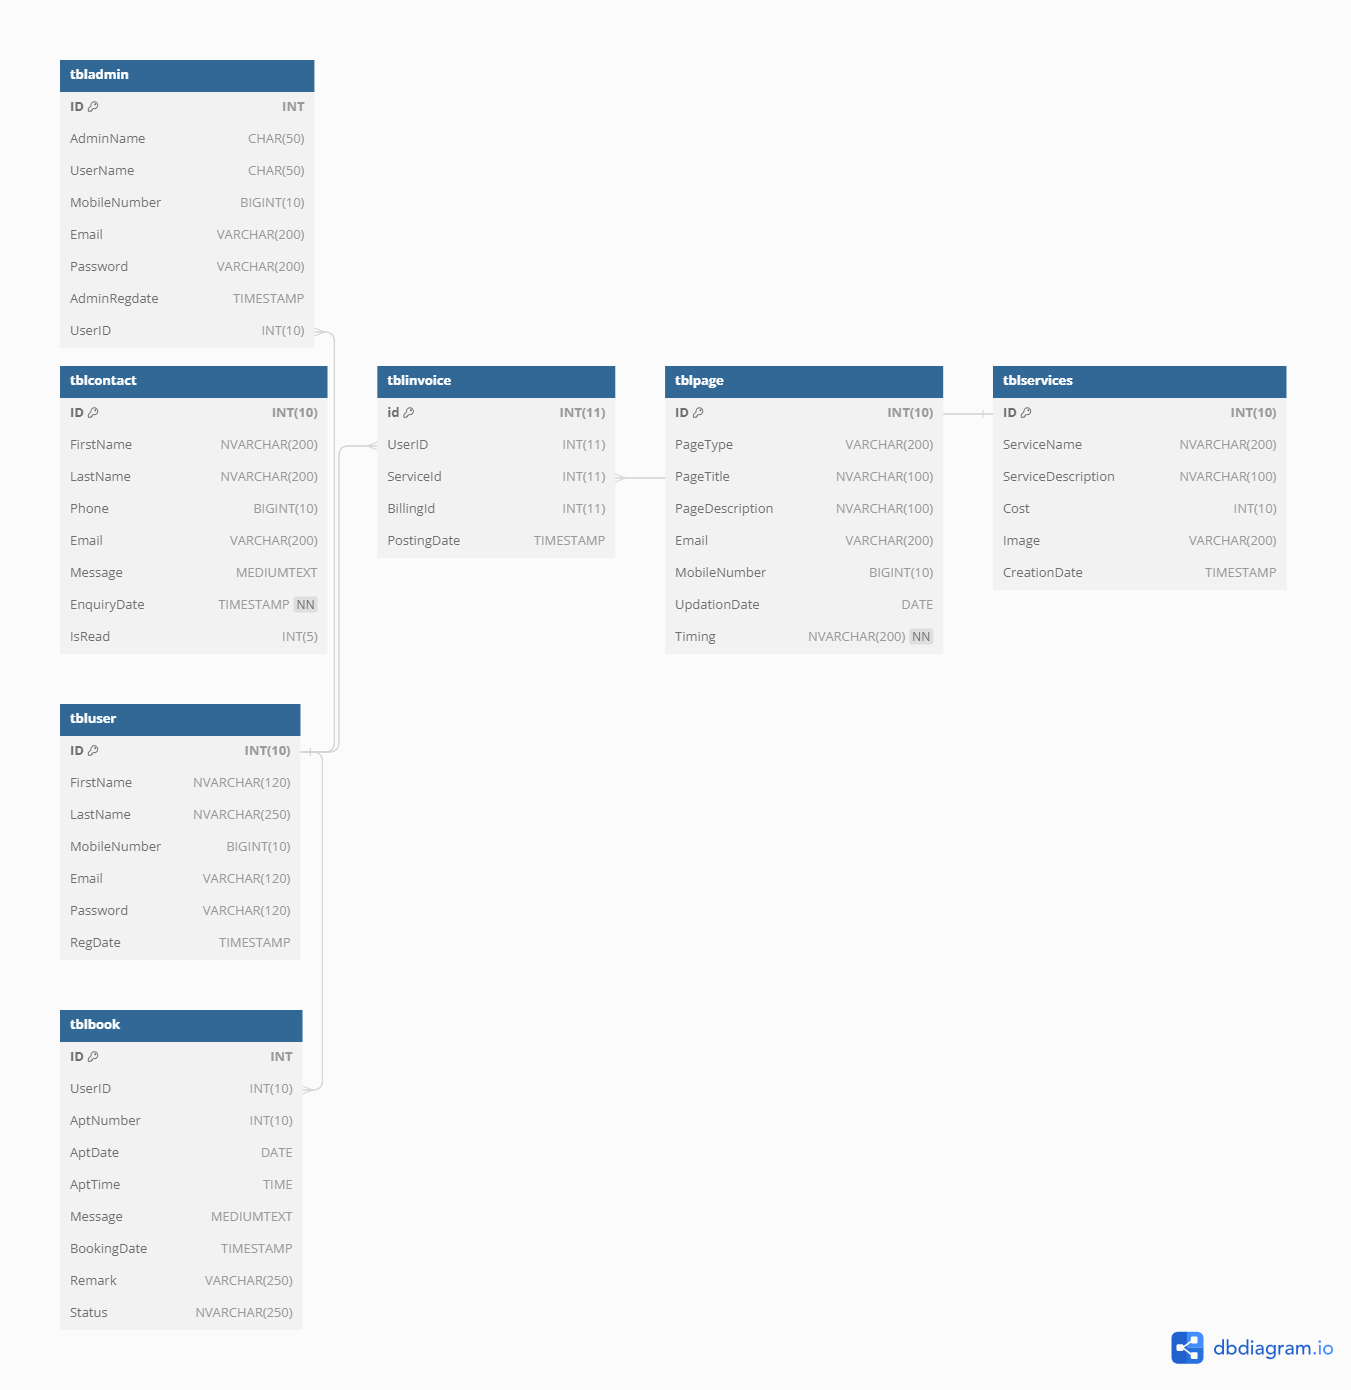 tbladmin
ID INT
AdminName CHAR(50)
UserName CHAR(50)
MobileNumber BIGINT(10)
Email VARCHAR(200)
Password VARCHAR(200)
AdminRegdate TIMESTAMP
UserID INT(10)
tblcontact
ID INT(10)
FirstName NVARCHAR(200)
LastName NVARCHAR(200)
Phone BIGINT(10)
Email VARCHAR(200)
Message MEDIUMTEXT
EnquiryDate TIMESTAMP NN
IsRead INT(5)
tblinvoice
id INT(11)
UserID INT(11)
ServiceId INT(11)
BillingId INT(11)
PostingDate TIMESTAMP
tblpage
ID INT(10)
PageType VARCHAR(200)
PageTitle NVARCHAR(100)
PageDescription NVARCHAR(100)
Email VARCHAR(200)
MobileNumber BIGINT(10)
UpdationDate DATE
Timing NVARCHAR(200) NN
tblservices
ID INT(10)
ServiceName NVARCHAR(200)
ServiceDescription NVARCHAR(100)
Cost INT(10)
Image VARCHAR(200)
CreationDate TIMESTAMP
tbluser
ID INT(10)
FirstName NVARCHAR(120)
LastName NVARCHAR(250)
MobileNumber BIGINT(10)
Email VARCHAR(120)
Password VARCHAR(120)
RegDate TIMESTAMP
tblbook
ID INT
UserID INT(10)
AptNumber INT(10)
AptDate DATE
AptTime TIME
Message MEDIUMTEXT
BookingDate TIMESTAMP
Remark VARCHAR(250)
Status NVARCHAR(250)
dbdiagram.io